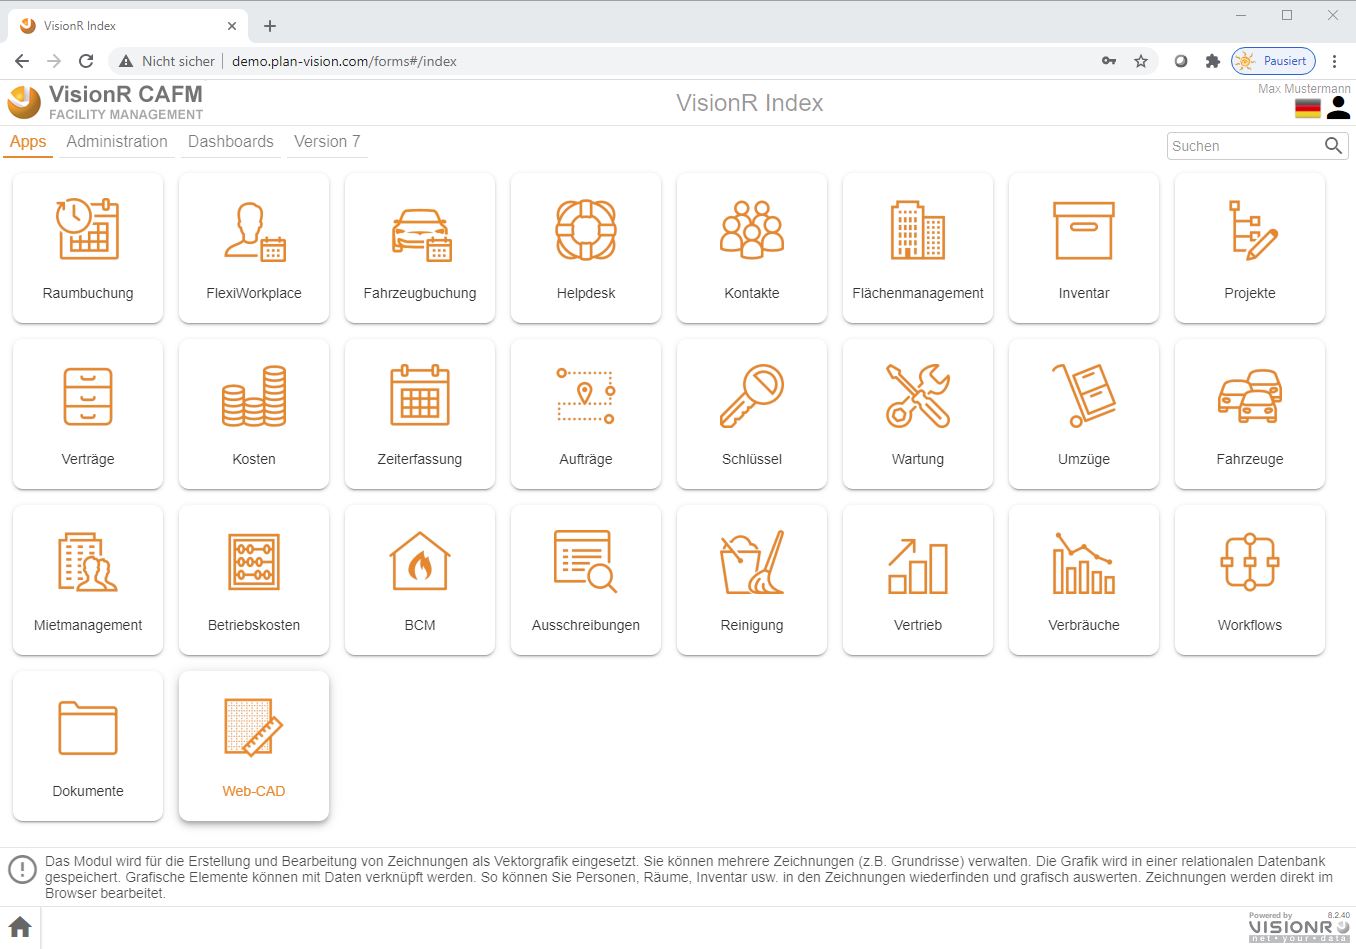 VisionR Index
Nicht sicher | demo.plan-vision.com/forms#/index
Pausiert
VisionR CAFM
FACILITY MANAGEMENT
VisionR Index
Max Mustermann
Apps Administration Dashboards Version 7
Suchen
Raumbuchung FlexiWorkplace Fahrzeugbuchung Helpdesk Kontakte Flächenmanagement Inventar Projekte
Verträge Kosten Zeiterfassung Aufträge Schlüssel Wartung Umzüge Fahrzeuge
Mietmanagement Betriebskosten BCM Ausschreibungen Reinigung Vertrieb Verbräuche Workflows
Dokumente Web-CAD
Das Modul wird für die Erstellung und Bearbeitung von Zeichnungen als Vektorgrafik eingesetzt. Sie können mehrere Zeichnungen (z.B. Grundrisse) verwalten. Die Grafik wird in einer relationalen Datenbank
gespeichert. Grafische Elemente können mit Daten verknüpft werden. So können Sie Personen, Räume, Inventar usw. in den Zeichnungen wiederfinden und grafisch auswerten. Zeichnungen werden direkt im
Browser bearbeitet.
Powered by 8.2.40
VISIONR
net·your·data